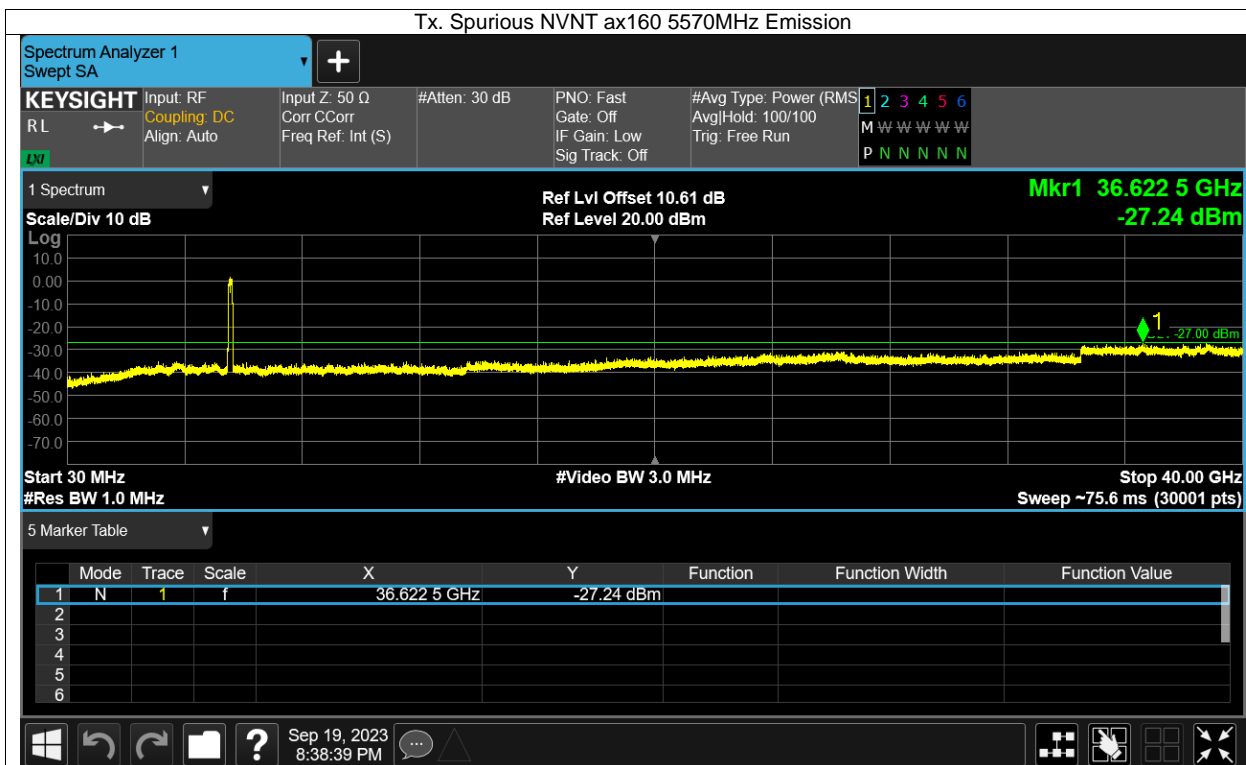 Tx. Spurious NVNT ax160 5570MHz Emission
Spectrum Analyzer 1
Swept SA
KEYSIGHT
R L
LXI
Input: RF
Coupling: DC
Align: Auto
Input Z: 50 Ω
Corr CCorr
Freq Ref: Int (S)
#Atten: 30 dB
PNO: Fast
Gate: Off
IF Gain: Low
Sig Track: Off
#Avg Type: Power (RMS
Avg|Hold: 100/100
Trig: Free Run
1 2 3 4 5 6
M W W W W W
P N N N N N
1 Spectrum
Scale/Div 10 dB
Log
Ref Lvl Offset 10.61 dB
Ref Level 20.00 dBm
Mkr1 36.622 5 GHz
-27.24 dBm
10.0
0.00
-10.0
-20.0
-30.0
-40.0
-50.0
-60.0
-70.0
1
-27.00 dBm
Start 30 MHz
#Res BW 1.0 MHz
#Video BW 3.0 MHz
Stop 40.00 GHz
Sweep ~75.6 ms (30001 pts)
5 Marker Table
Mode Trace Scale X Y Function Function Width Function Value
1 N 1 f 36.622 5 GHz -27.24 dBm
2
3
4
5
6
?
Sep 19, 2023
8:38:39 PM